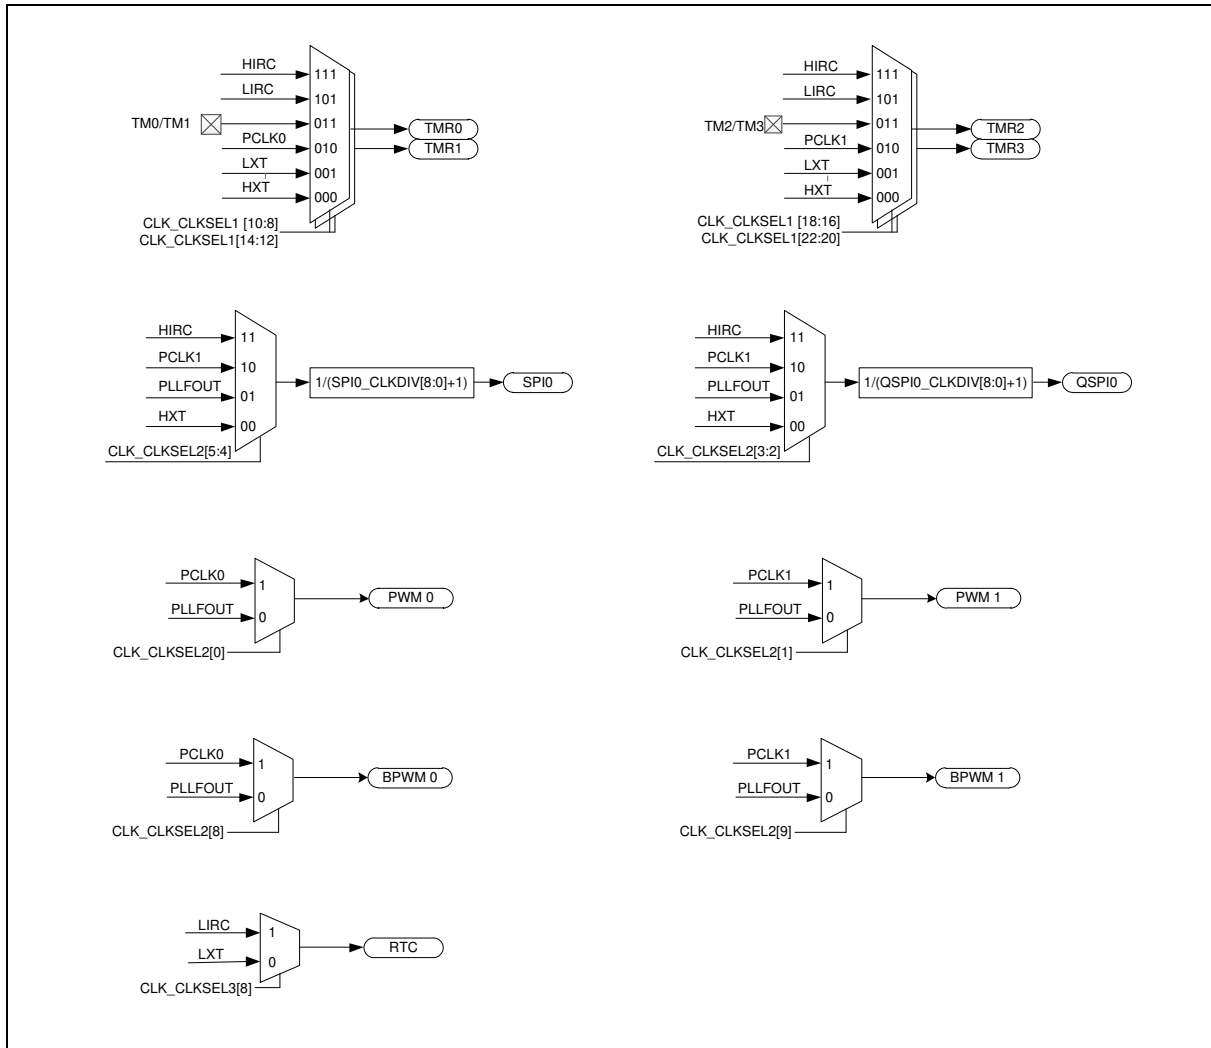 HIRC
111
LIRC
101
TM0/TM1
011
PCLK0
010
LXT
001
HXT
000
TMR0
TMR1
CLK_CLKSEL1 [10:8]
CLK_CLKSEL1[14:12]
HIRC
111
LIRC
101
TM2/TM3
011
PCLK1
010
LXT
001
HXT
000
TMR2
TMR3
CLK_CLKSEL1 [18:16]
CLK_CLKSEL1[22:20]
HIRC
11
PCLK1
10
PLLFOUT
01
HXT
00
CLK_CLKSEL2[5:4]
1/(SPI0_CLKDIV[8:0]+1)
SPI0
HIRC
11
PCLK1
10
PLLFOUT
01
HXT
00
CLK_CLKSEL2[3:2]
1/(QSPI0_CLKDIV[8:0]+1)
QSPI0
PCLK0
1
PLLFOUT
0
CLK_CLKSEL2[0]
PWM 0
PCLK1
1
PLLFOUT
0
CLK_CLKSEL2[1]
PWM 1
PCLK0
1
PLLFOUT
0
CLK_CLKSEL2[8]
BPWM 0
PCLK1
1
PLLFOUT
0
CLK_CLKSEL2[9]
BPWM 1
LIRC
1
LXT
0
CLK_CLKSEL3[8]
RTC